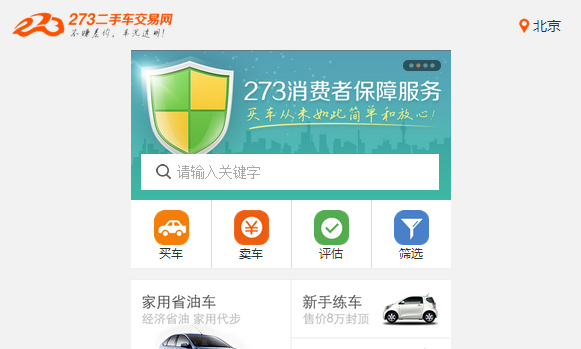 273二手车交易网
不赚差价，车况透明！
北京
273消费者保障服务
买车从未如此简单和放心！
请输入关键字
买车
卖车
评估
筛选
家用省油车
经济省油 家用代步
新手练车
售价8万封顶